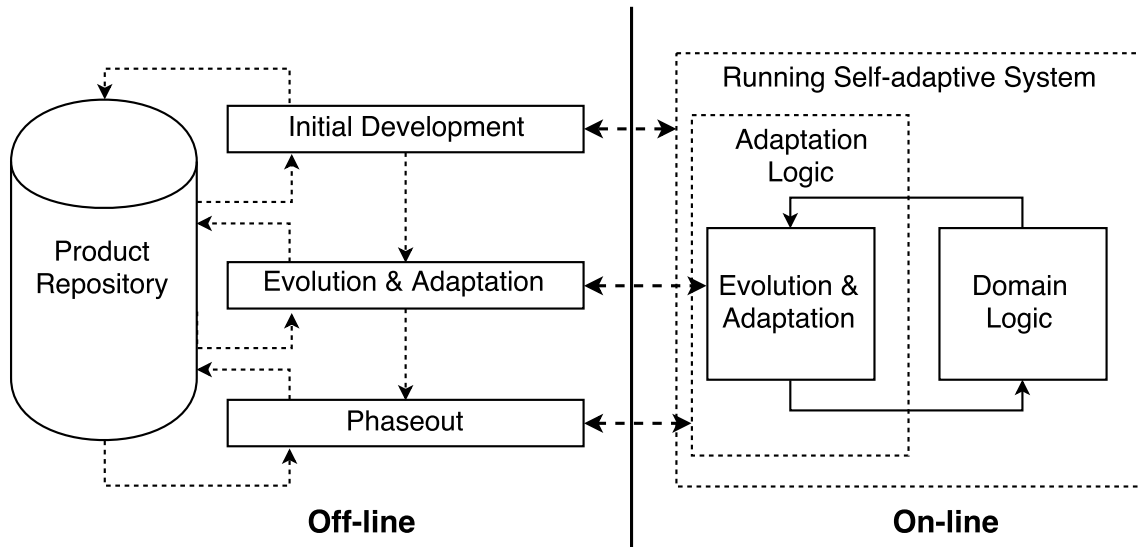 Product
Repository
Initial Development
Evolution & Adaptation
Phaseout
Off-line
Running Self-adaptive System
Adaptation
Logic
Evolution &
Adaptation
Domain
Logic
On-line